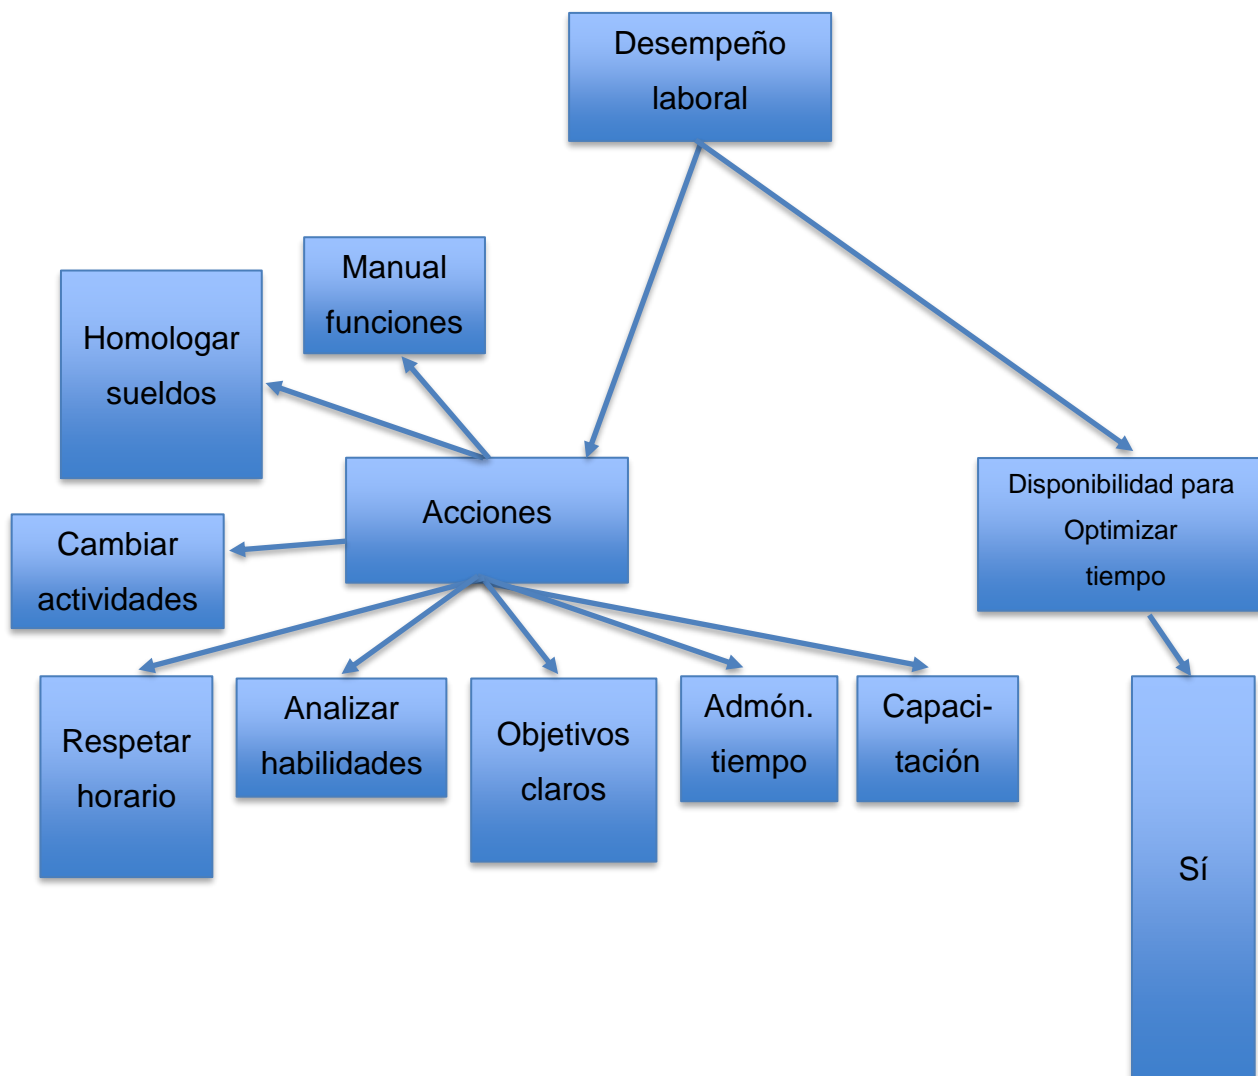 Desempeño
laboral
Manual
funciones
Homologar
sueldos
Acciones
Disponibilidad para
Optimizar
tiempo
Cambiar
actividades
Respetar
horario
Analizar
habilidades
Objetivos
claros
Admón.
tiempo
Capaci-
tación
Sí